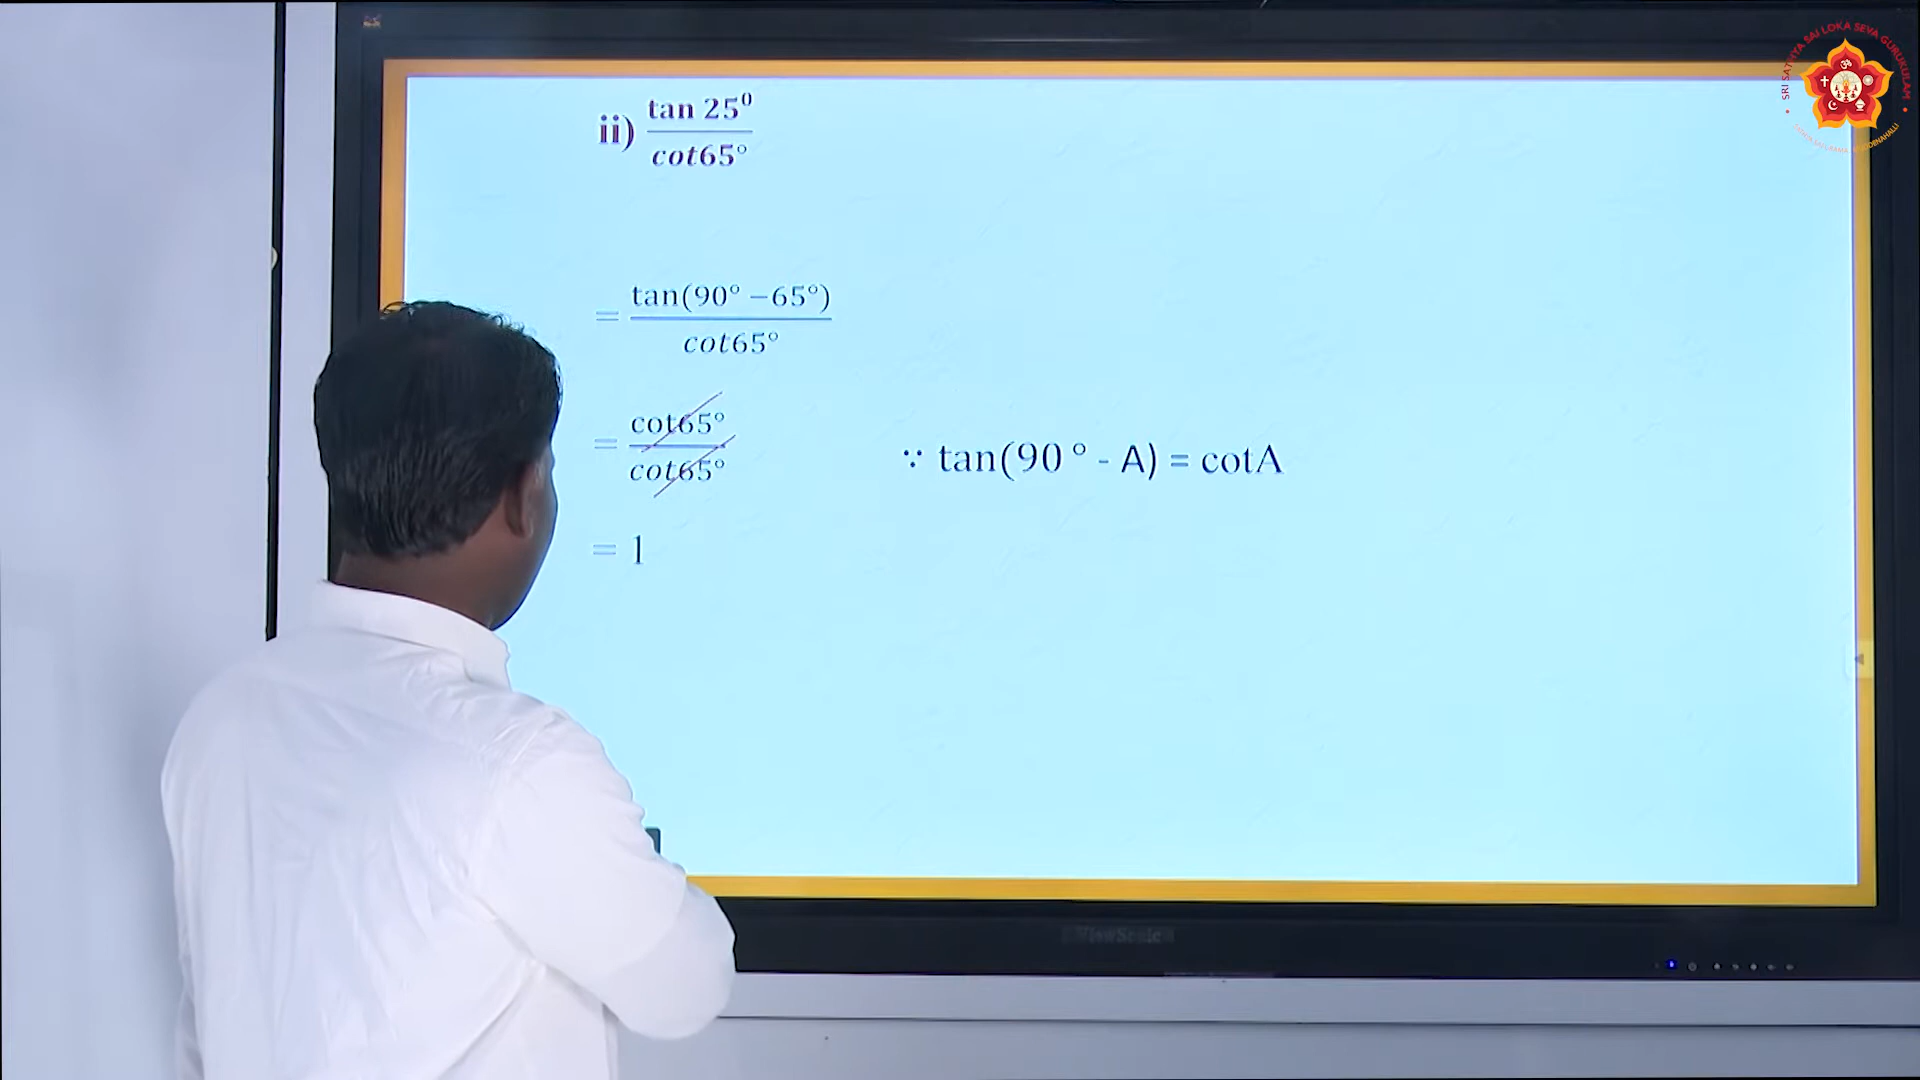 ii) tan 25⁰ / cot65°
= tan(90° −65°) / cot65°
= cot65° / cot65°
∵ tan(90 ° - A) = cotA
= 1
ViewSonic
SRI SATHYA SAI LOKA SEVA GURUKULAM